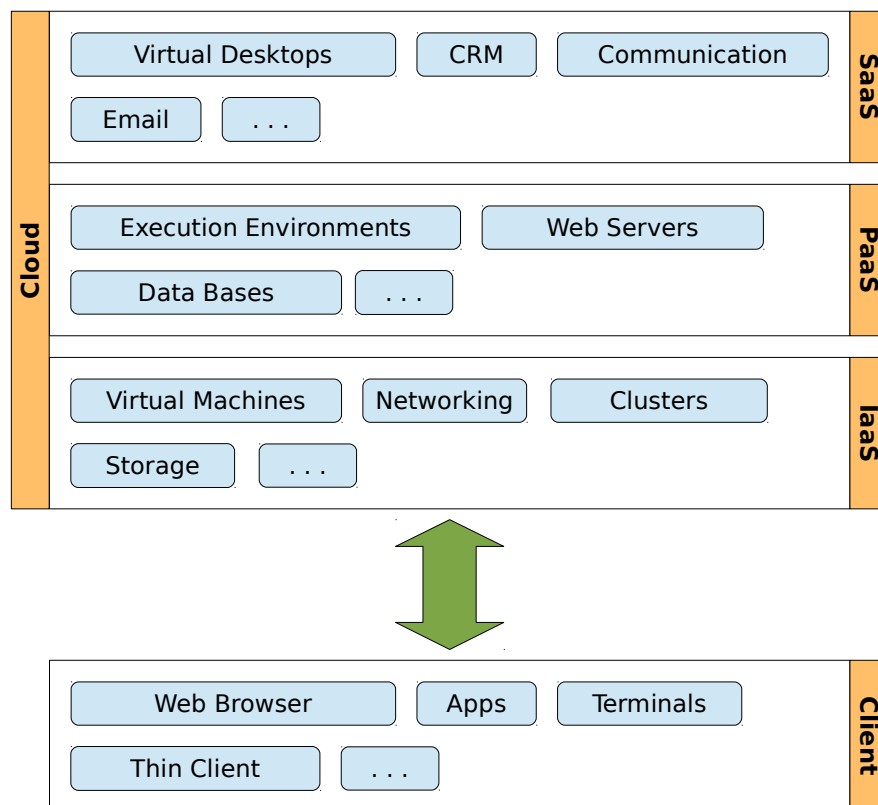 Cloud
Virtual Desktops
CRM
Communication
Email
. . .
SaaS
Execution Environments
Web Servers
Data Bases
. . .
PaaS
Virtual Machines
Networking
Clusters
Storage
. . .
IaaS
Web Browser
Apps
Terminals
Thin Client
. . .
Client